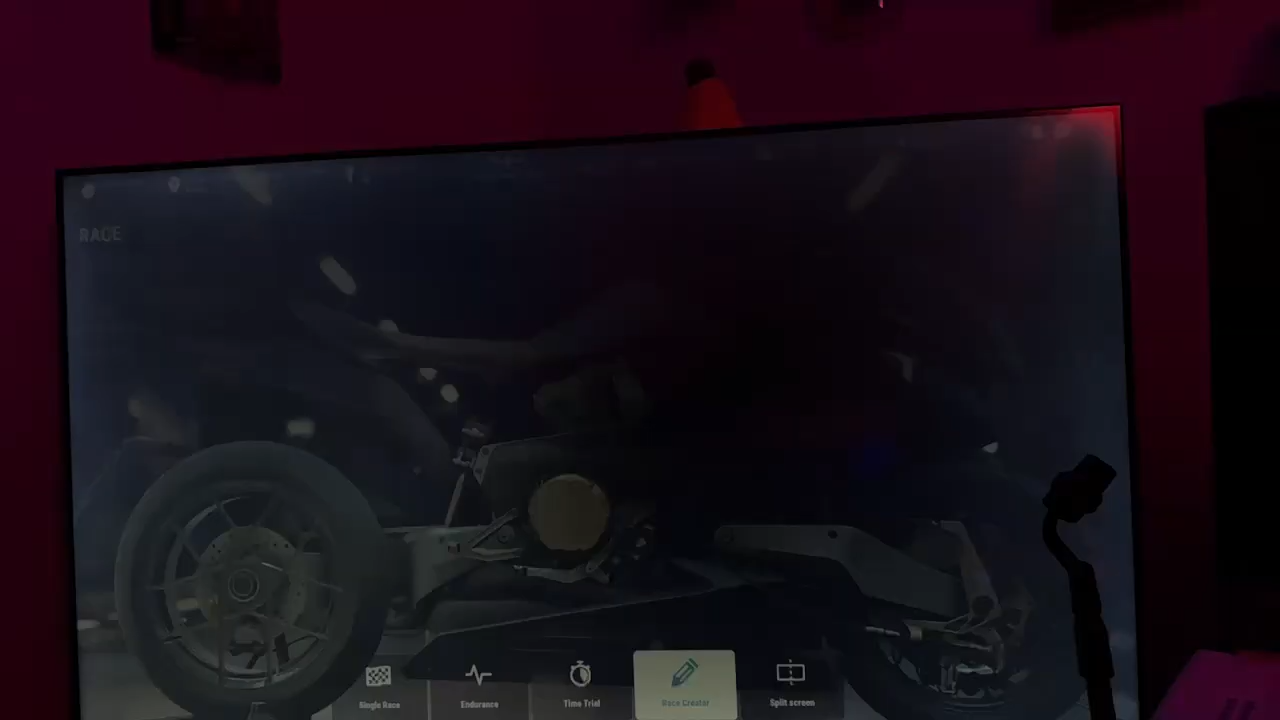 RACE
Single Race
Endurance
Time Trial
Race Creator
Split screen